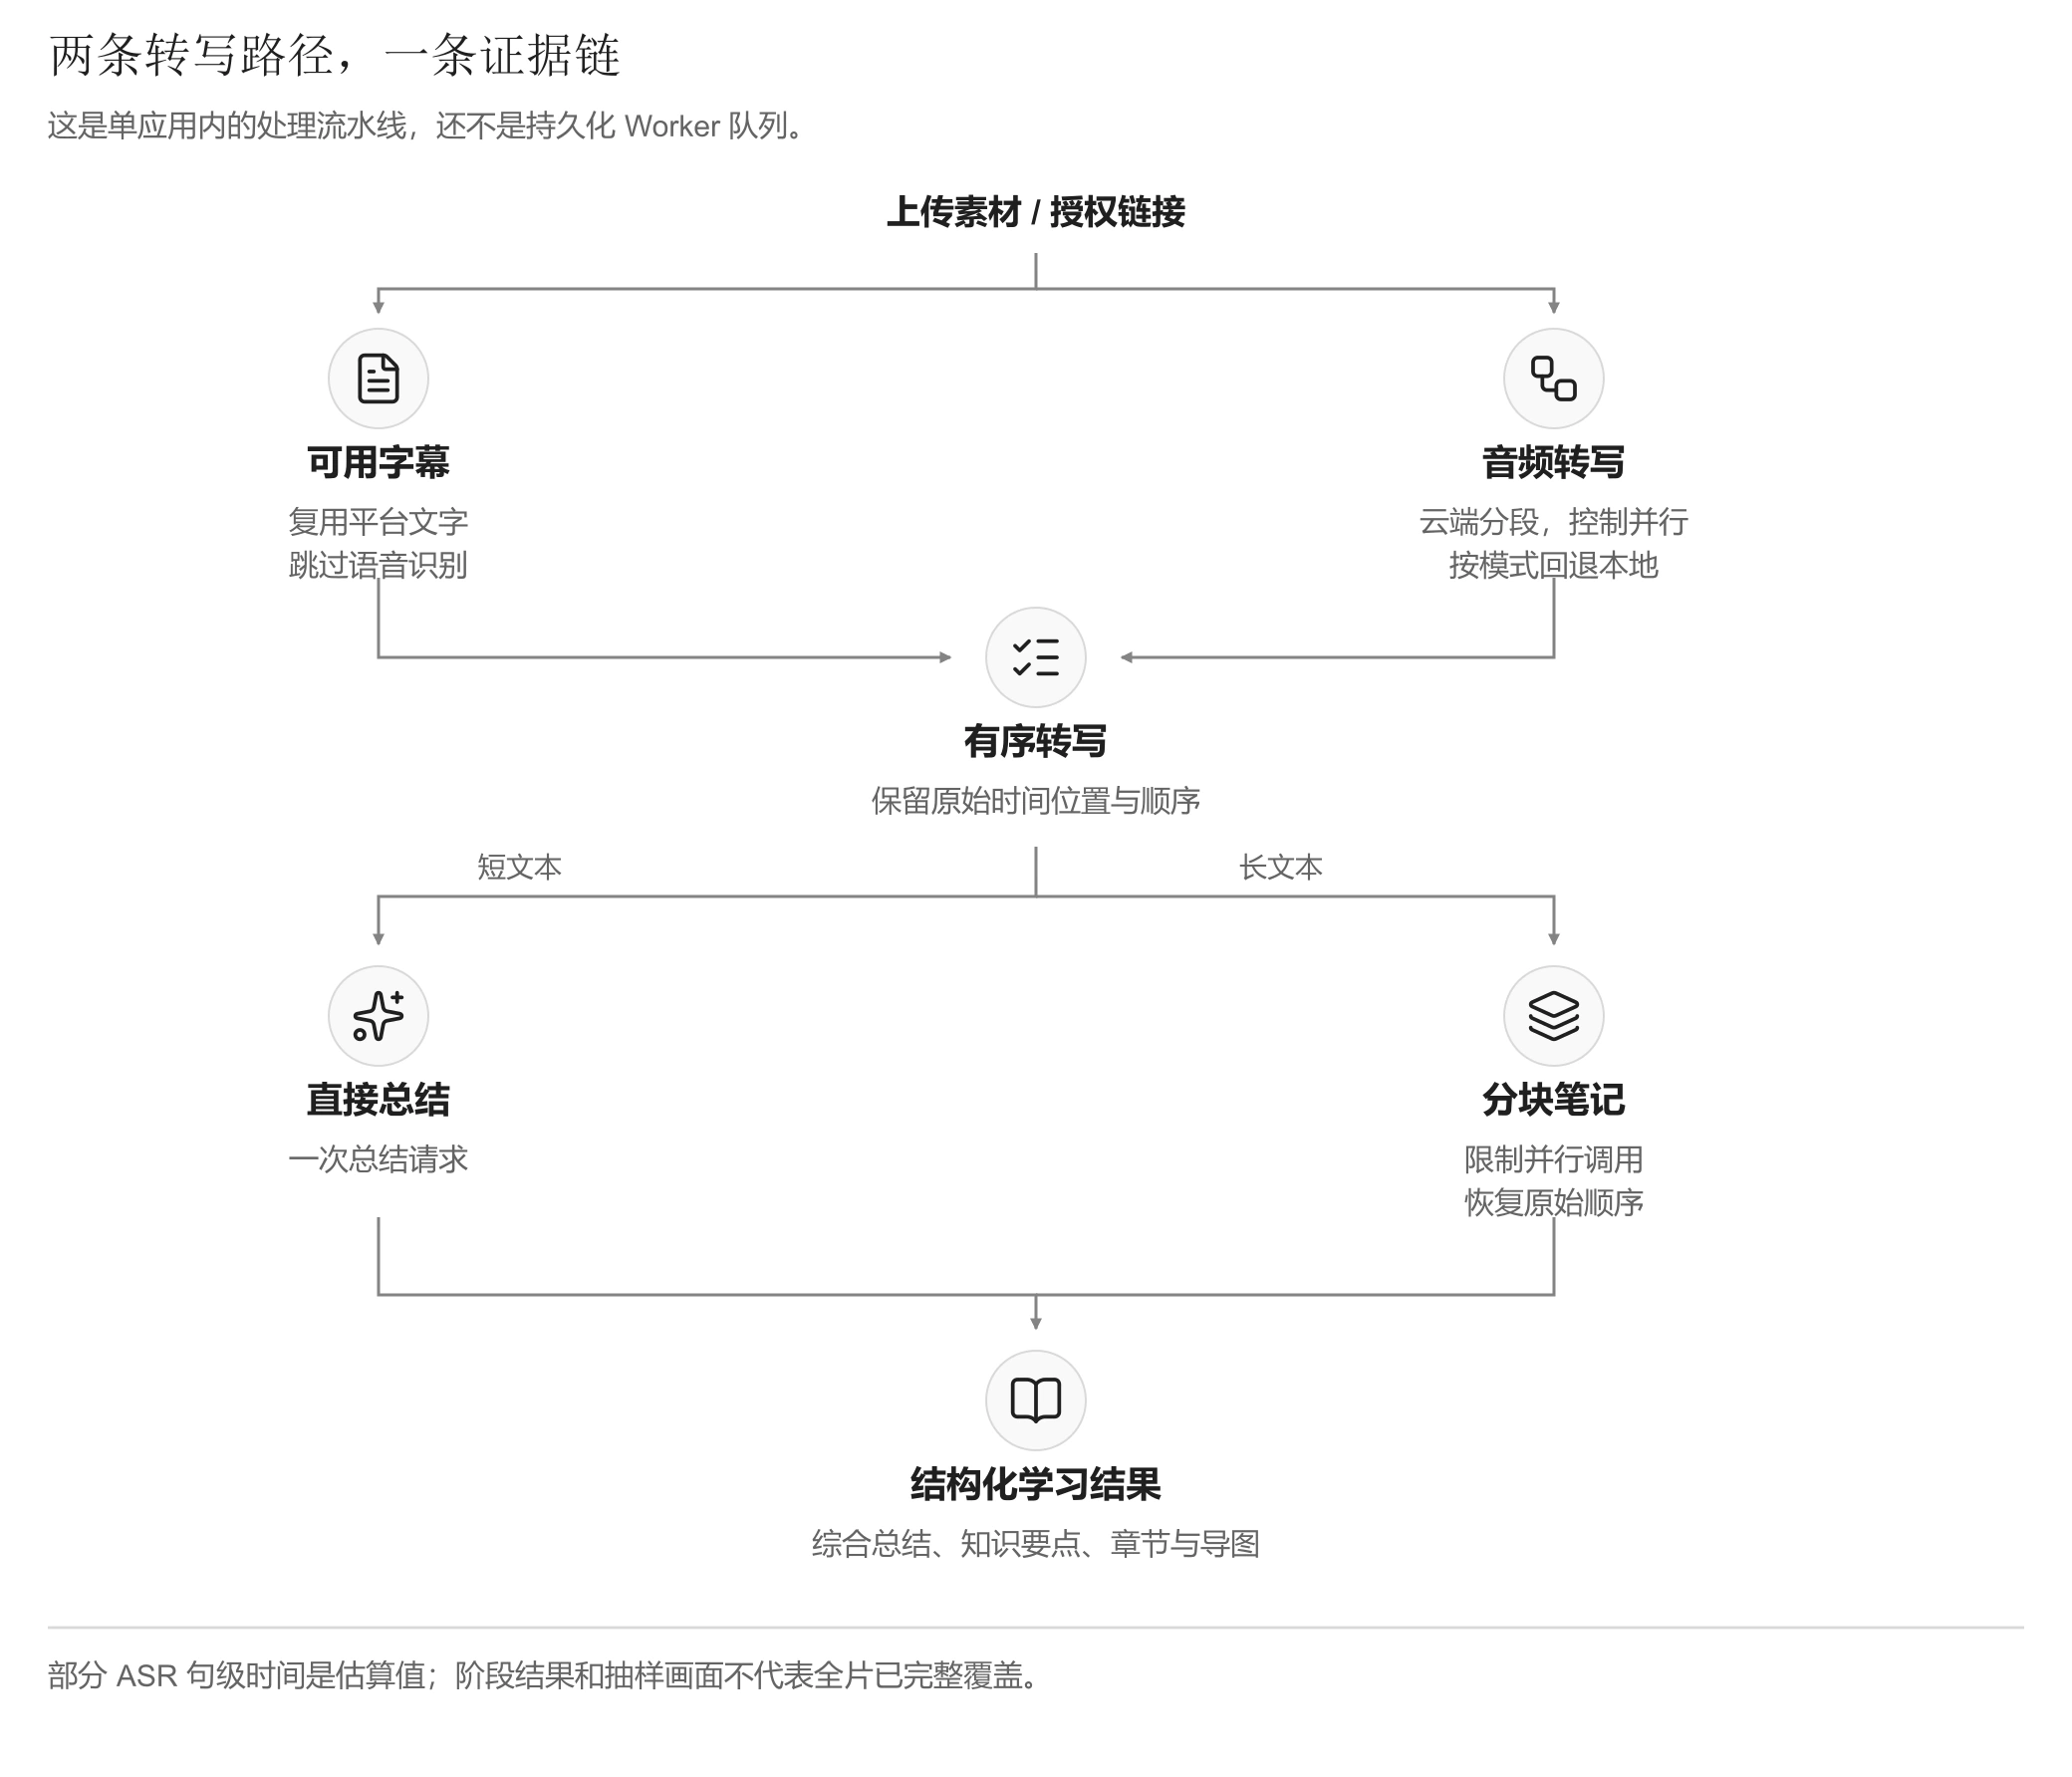 两条转写路径，一条证据链
这是单应用内的处理流水线，还不是持久化 Worker 队列。
上传素材 / 授权链接
可用字幕
复用平台文字
跳过语音识别
音频转写
云端分段，控制并行
按模式回退本地
有序转写
保留原始时间位置与顺序
短文本
长文本
直接总结
一次总结请求
分块笔记
限制并行调用
恢复原始顺序
结构化学习结果
综合总结、知识要点、章节与导图
部分 ASR 句级时间是估算值；阶段结果和抽样画面不代表全片已完整覆盖。